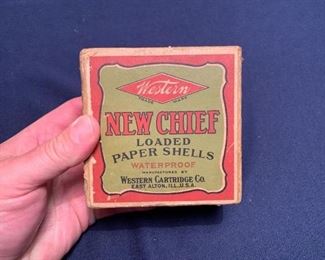 Western
TRADE MARK
NEW CHIEF
LOADED
PAPER SHELLS
WATERPROOF
MANUFACTURED BY
WESTERN CARTRIDGE CO.
EAST ALTON, ILL., U.S.A.